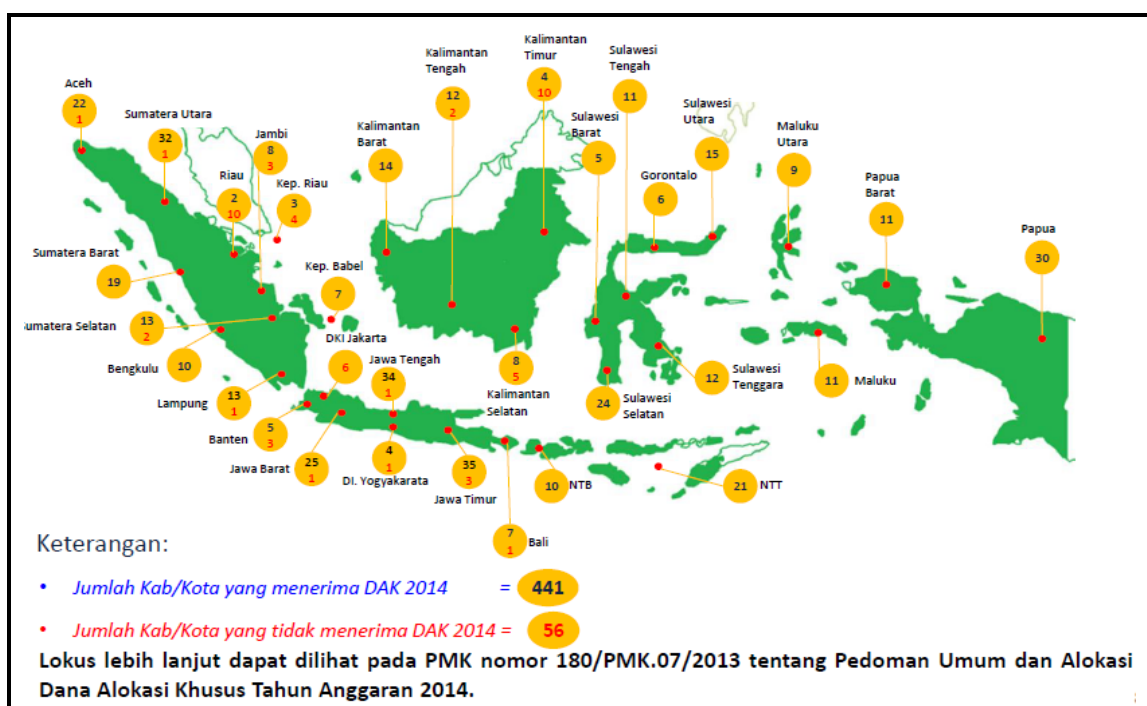 Aceh
22
1
Sumatera Utara
32
1
Riau
2
10
Jambi
8
3
Kep. Riau
3
4
Kalimantan
Barat
14
Kalimantan
Tengah
12
2
Kalimantan
Timur
4
10
Sulawesi
Tengah
11
Sulawesi
Barat
5
Sulawesi
Utara
15
Gorontalo
6
Maluku
Utara
9
Papua
Barat
11
Papua
30
Sumatera Barat
19
Kep. Babel
7
Sumatera Selatan
13
2
Bengkulu
10
Lampung
13
1
DKI Jakarta
6
Jawa Tengah
34
1
Kalimantan
Selatan
8
5
Sulawesi
Selatan
24
Sulawesi
Tenggara
12
Maluku
11
Banten
5
3
Jawa Barat
25
1
DI. Yogyakarata
4
1
Jawa Timur
35
3
Bali
7
1
NTB
10
NTT
21
Keterangan:
• Jumlah Kab/Kota yang menerima DAK 2014 = 441
• Jumlah Kab/Kota yang tidak menerima DAK 2014 = 56
Lokus lebih lanjut dapat dilihat pada PMK nomor 180/PMK.07/2013 tentang Pedoman Umum dan Alokasi
Dana Alokasi Khusus Tahun Anggaran 2014.